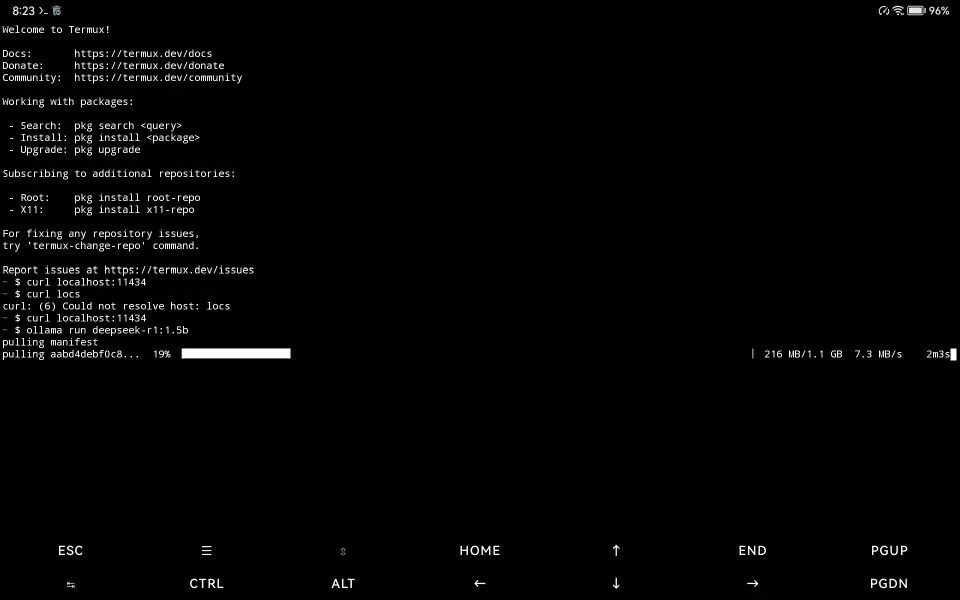 8:23 >_
96%
Welcome to Termux!
Docs:       https://termux.dev/docs
Donate:     https://termux.dev/donate
Community:  https://termux.dev/community
Working with packages:
 - Search:  pkg search <query>
 - Install: pkg install <package>
 - Upgrade: pkg upgrade
Subscribing to additional repositories:
 - Root:    pkg install root-repo
 - X11:     pkg install x11-repo
For fixing any repository issues,
try 'termux-change-repo' command.
Report issues at https://termux.dev/issues
~ $ curl localhost:11434
~ $ curl locs
curl: (6) Could not resolve host: locs
~ $ curl localhost:11434
~ $ ollama run deepseek-r1:1.5b
pulling manifest
pulling aabd4debf0c8...  19% | 216 MB/1.1 GB  7.3 MB/s    2m3s
ESC ☰ ⇳ HOME ↑ END PGUP
↹ CTRL ALT ← ↓ → PGDN